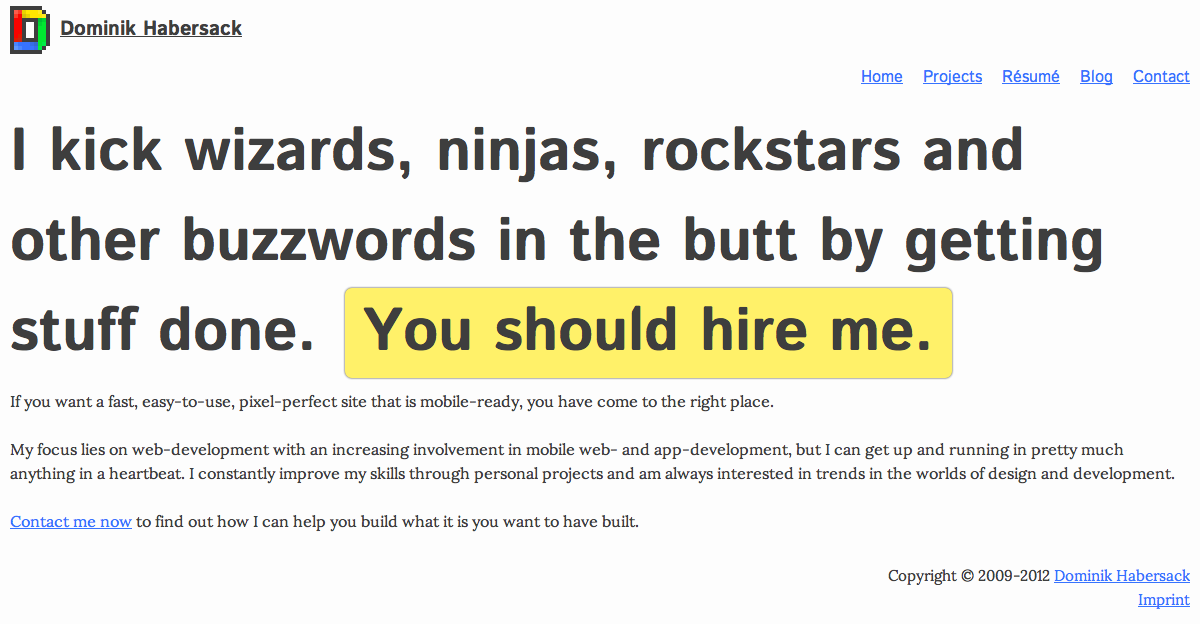 Dominik Habersack
Home Projects Résumé Blog Contact
I kick wizards, ninjas, rockstars and
other buzzwords in the butt by getting
stuff done. You should hire me.
If you want a fast, easy-to-use, pixel-perfect site that is mobile-ready, you have come to the right place.
My focus lies on web-development with an increasing involvement in mobile web- and app-development, but I can get up and running in pretty much
anything in a heartbeat. I constantly improve my skills through personal projects and am always interested in trends in the worlds of design and development.
Contact me now to find out how I can help you build what it is you want to have built.
Copyright © 2009-2012 Dominik Habersack
Imprint